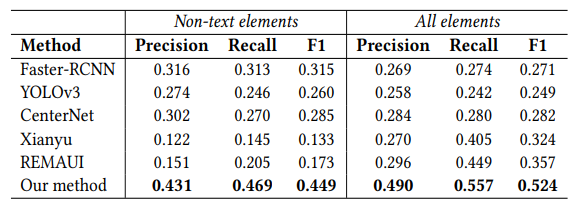 Non-text elements All elements
Method Precision Recall F1 Precision Recall F1
Faster-RCNN 0.316 0.313 0.315 0.269 0.274 0.271
YOLOv3 0.274 0.246 0.260 0.258 0.242 0.249
CenterNet 0.302 0.270 0.285 0.284 0.280 0.282
Xianyu 0.122 0.145 0.133 0.270 0.405 0.324
REMAUI 0.151 0.205 0.173 0.296 0.449 0.357
Our method 0.431 0.469 0.449 0.490 0.557 0.524